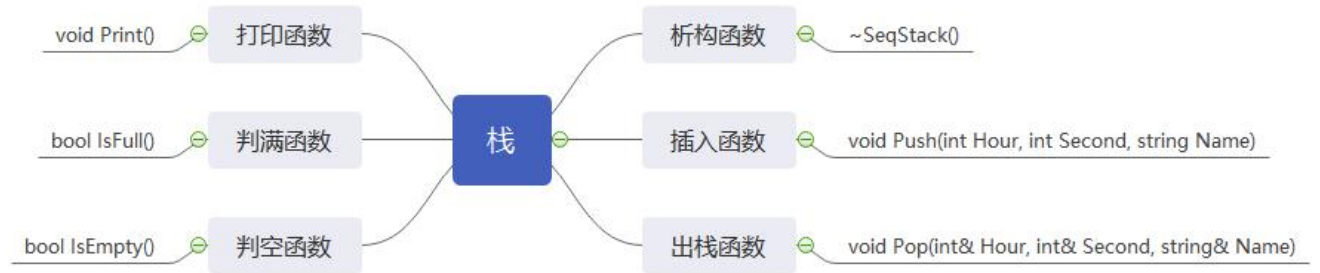 void Print()
打印函数
析构函数
~SeqStack()
bool IsFull()
判满函数
栈
插入函数
void Push(int Hour, int Second, string Name)
bool IsEmpty()
判空函数
出栈函数
void Pop(int& Hour, int& Second, string& Name)